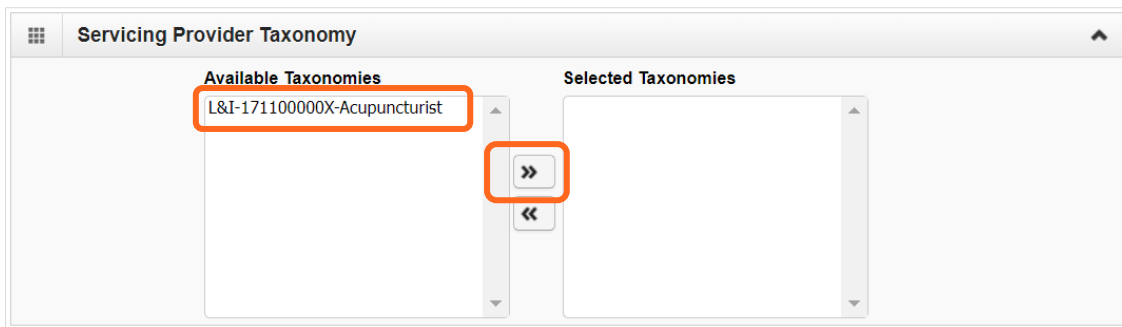 Servicing Provider Taxonomy
Available Taxonomies
Selected Taxonomies
L&I-171100000X-Acupuncturist
»
«